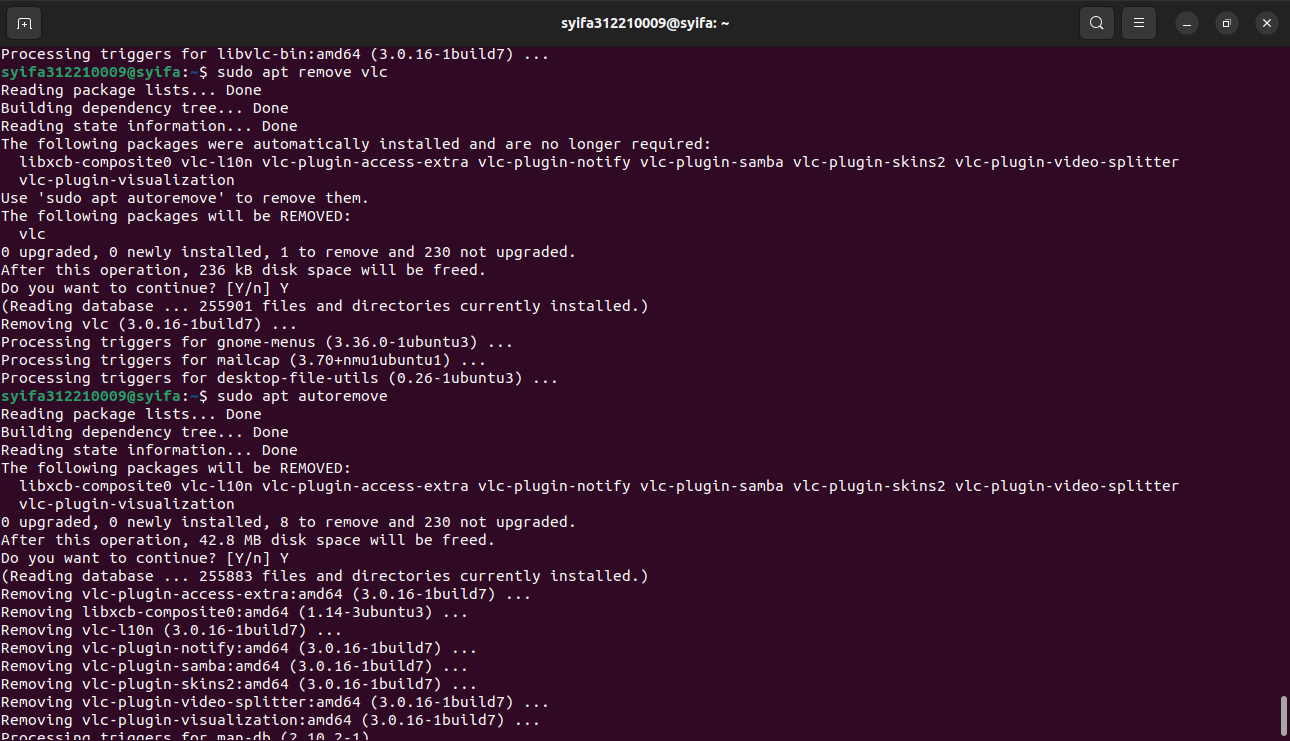 syifa312210009@syifa: ~
Processing triggers for libvlc-bin:amd64 (3.0.16-1build7) ...
syifa312210009@syifa:~$ sudo apt remove vlc
Reading package lists... Done
Building dependency tree... Done
Reading state information... Done
The following packages were automatically installed and are no longer required:
  libxcb-composite0 vlc-l10n vlc-plugin-access-extra vlc-plugin-notify vlc-plugin-samba vlc-plugin-skins2 vlc-plugin-video-splitter
  vlc-plugin-visualization
Use 'sudo apt autoremove' to remove them.
The following packages will be REMOVED:
  vlc
0 upgraded, 0 newly installed, 1 to remove and 230 not upgraded.
After this operation, 236 kB disk space will be freed.
Do you want to continue? [Y/n] Y
(Reading database ... 255901 files and directories currently installed.)
Removing vlc (3.0.16-1build7) ...
Processing triggers for gnome-menus (3.36.0-1ubuntu3) ...
Processing triggers for mailcap (3.70+nmu1ubuntu1) ...
Processing triggers for desktop-file-utils (0.26-1ubuntu3) ...
syifa312210009@syifa:~$ sudo apt autoremove
Reading package lists... Done
Building dependency tree... Done
Reading state information... Done
The following packages will be REMOVED:
  libxcb-composite0 vlc-l10n vlc-plugin-access-extra vlc-plugin-notify vlc-plugin-samba vlc-plugin-skins2 vlc-plugin-video-splitter
  vlc-plugin-visualization
0 upgraded, 0 newly installed, 8 to remove and 230 not upgraded.
After this operation, 42.8 MB disk space will be freed.
Do you want to continue? [Y/n] Y
(Reading database ... 255883 files and directories currently installed.)
Removing vlc-plugin-access-extra:amd64 (3.0.16-1build7) ...
Removing libxcb-composite0:amd64 (1.14-3ubuntu3) ...
Removing vlc-l10n (3.0.16-1build7) ...
Removing vlc-plugin-notify:amd64 (3.0.16-1build7) ...
Removing vlc-plugin-samba:amd64 (3.0.16-1build7) ...
Removing vlc-plugin-skins2:amd64 (3.0.16-1build7) ...
Removing vlc-plugin-video-splitter:amd64 (3.0.16-1build7) ...
Removing vlc-plugin-visualization:amd64 (3.0.16-1build7) ...
Processing triggers for man-db (2.10.2-1)